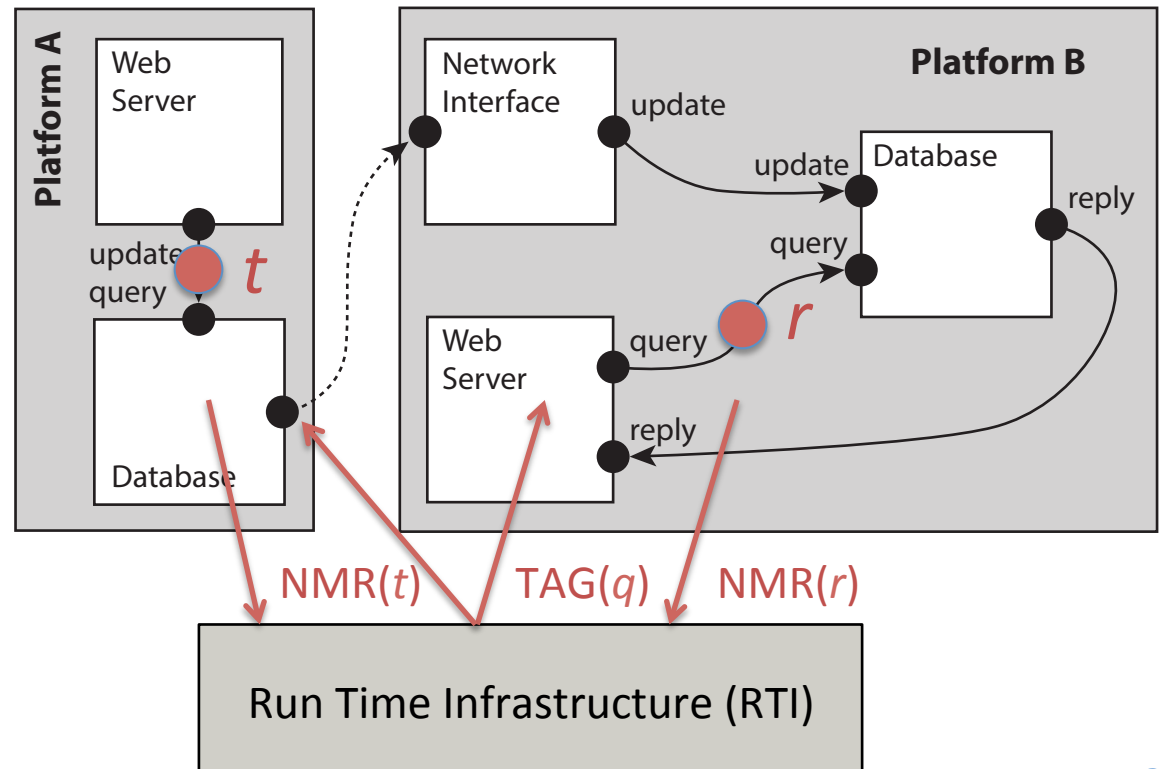 Platform A
Web
Server
update
query
t
Database
Network
Interface
update
Platform B
update
Database
query
reply
r
Web
Server
query
reply
NMR(t)
TAG(q)
NMR(r)
Run Time Infrastructure (RTI)